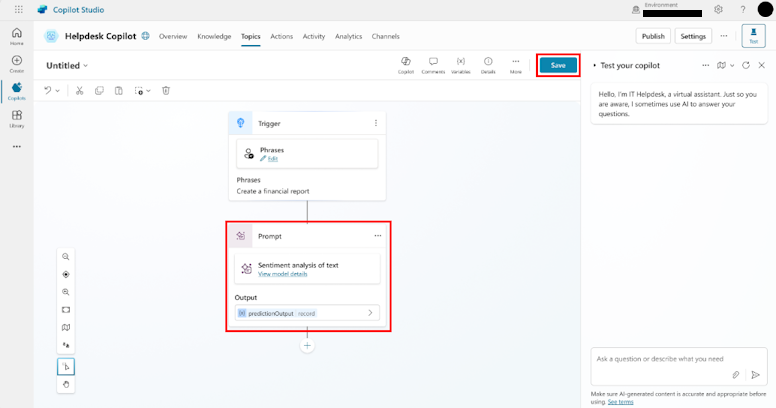 Copilot Studio
Environment
Helpdesk Copilot
Overview
Knowledge
Topics
Actions
Activity
Analytics
Channels
Publish
Settings
Test
Home
Create
Copilots
Library
Untitled
Copilot
Comments
Variables
Details
More
Save
Trigger
Phrases
Edit
Phrases
Create a financial report
Prompt
Sentiment analysis of text
View model details
Output
(x) predictionOutput record
Test your copilot
Hello, I'm IT Helpdesk, a virtual assistant. Just so you
are aware, I sometimes use AI to answer your
questions.
Ask a question or describe what you need
Make sure AI-generated content is accurate and appropriate before
using. See terms